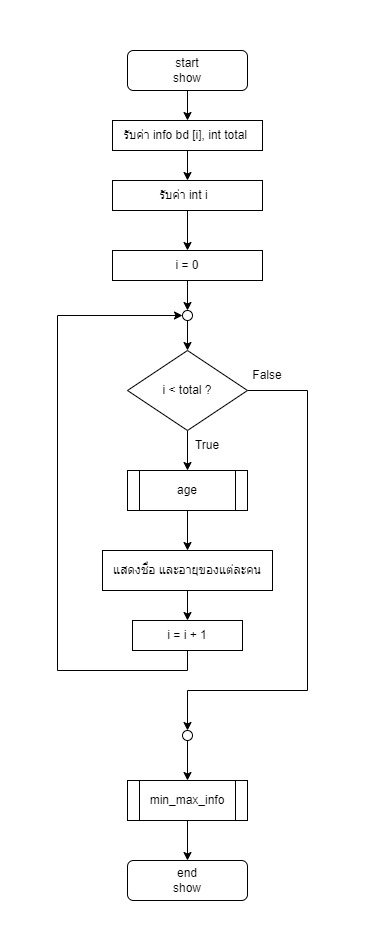 start
show
รับค่า info bd [i], int total
รับค่า int i
i = 0
i < total ?
False
True
age
แสดงชื่อ และอายุของแต่ละคน
i = i + 1
min_max_info
end
show